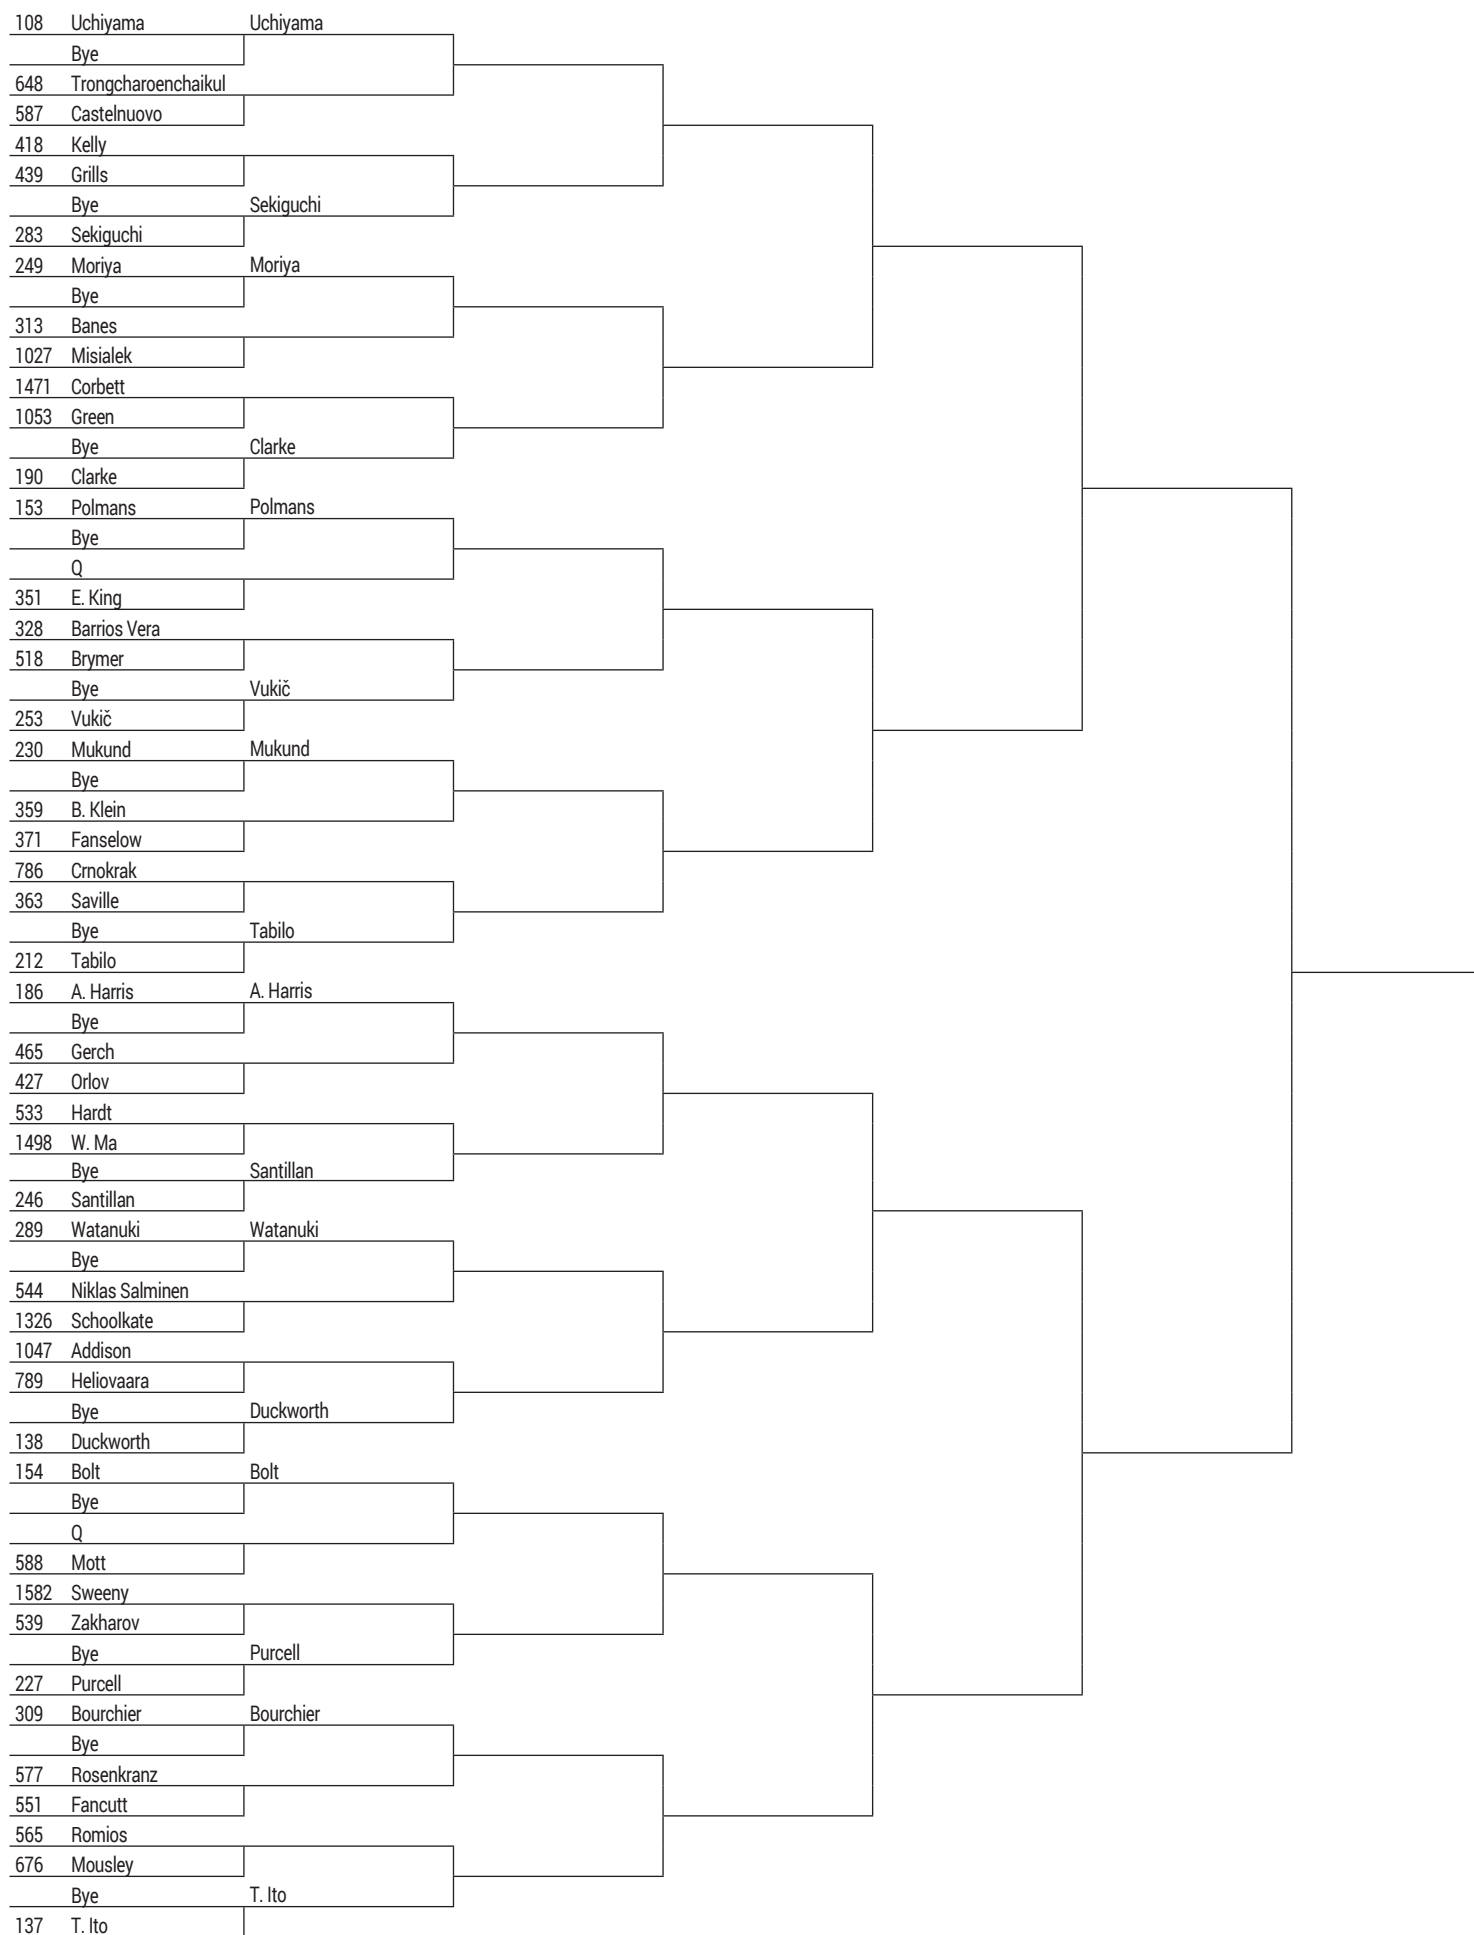 108 Uchiyama Uchiyama
Bye
648 Trongcharoenchaikul
587 Castelnuovo
418 Kelly
439 Grills
Bye Sekiguchi
283 Sekiguchi
249 Moriya Moriya
Bye
313 Banes
1027 Misialek
1471 Corbett
1053 Green
Bye Clarke
190 Clarke
153 Polmans Polmans
Bye
Q
351 E. King
328 Barrios Vera
518 Brymer
Bye Vukič
253 Vukič
230 Mukund Mukund
Bye
359 B. Klein
371 Fanselow
786 Crnokrak
363 Saville
Bye Tabilo
212 Tabilo
186 A. Harris A. Harris
Bye
465 Gerch
427 Orlov
533 Hardt
1498 W. Ma
Bye Santillan
246 Santillan
289 Watanuki Watanuki
Bye
544 Niklas Salminen
1326 Schoolkate
1047 Addison
789 Heliovaara
Bye Duckworth
138 Duckworth
154 Bolt Bolt
Bye
Q
588 Mott
1582 Sweeny
539 Zakharov
Bye Purcell
227 Purcell
309 Bourchier Bourchier
Bye
577 Rosenkranz
551 Fancutt
565 Romios
676 Mousley
Bye T. Ito
137 T. Ito